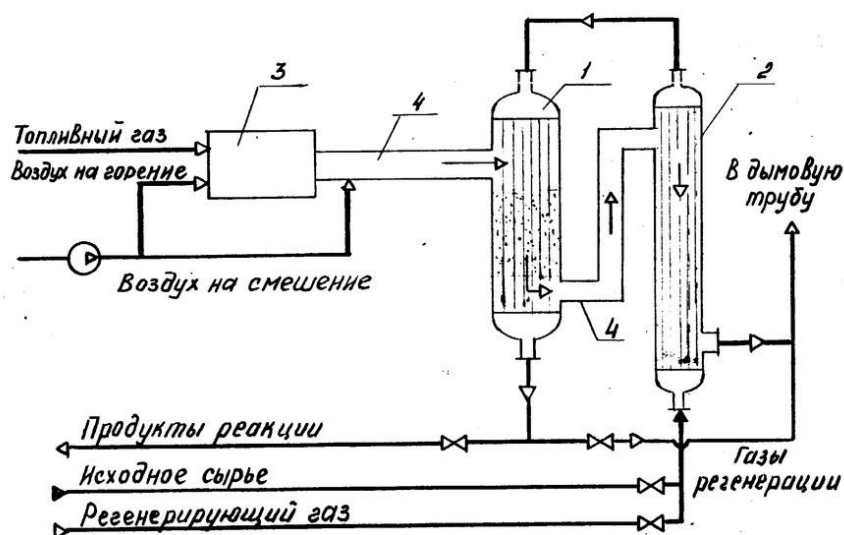 3
4
1
2
Топливный газ
Воздух на горение
В дымовую
трубу
Воздух на смешение
4
Продукты реакции
Исходное сырье
Газы
регенерации
Регенерирующий газ